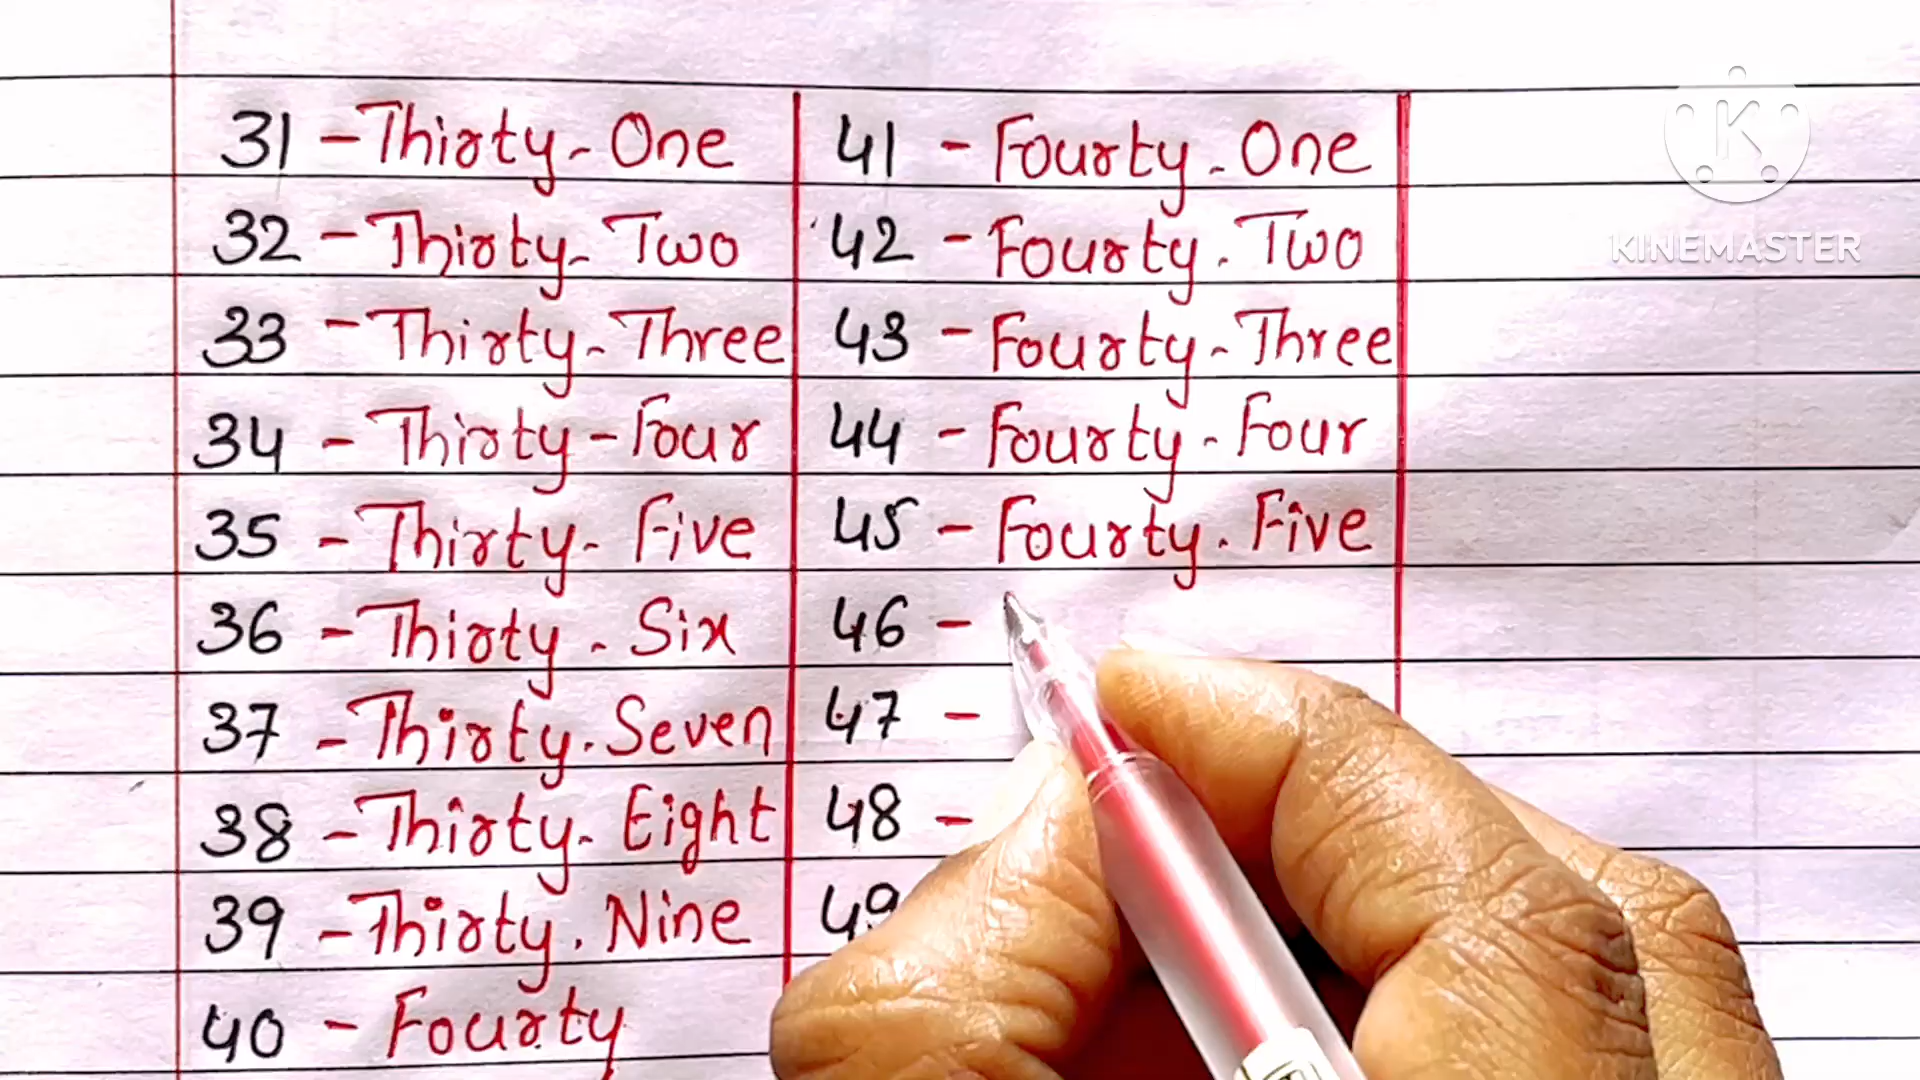 31 - Thirty - One
32 - Thirty - Two
33 - Thirty - Three
34 - Thirty - Four
35 - Thirty - Five
36 - Thirty - Six
37 - Thirty - Seven
38 - Thirty - Eight
39 - Thirty - Nine
40 - Fourty
41 - Fourty - One
42 - Fourty - Two
43 - Fourty - Three
44 - Fourty - Four
45 - Fourty - Five
46 -
47 -
48 -
49
KINEMASTER